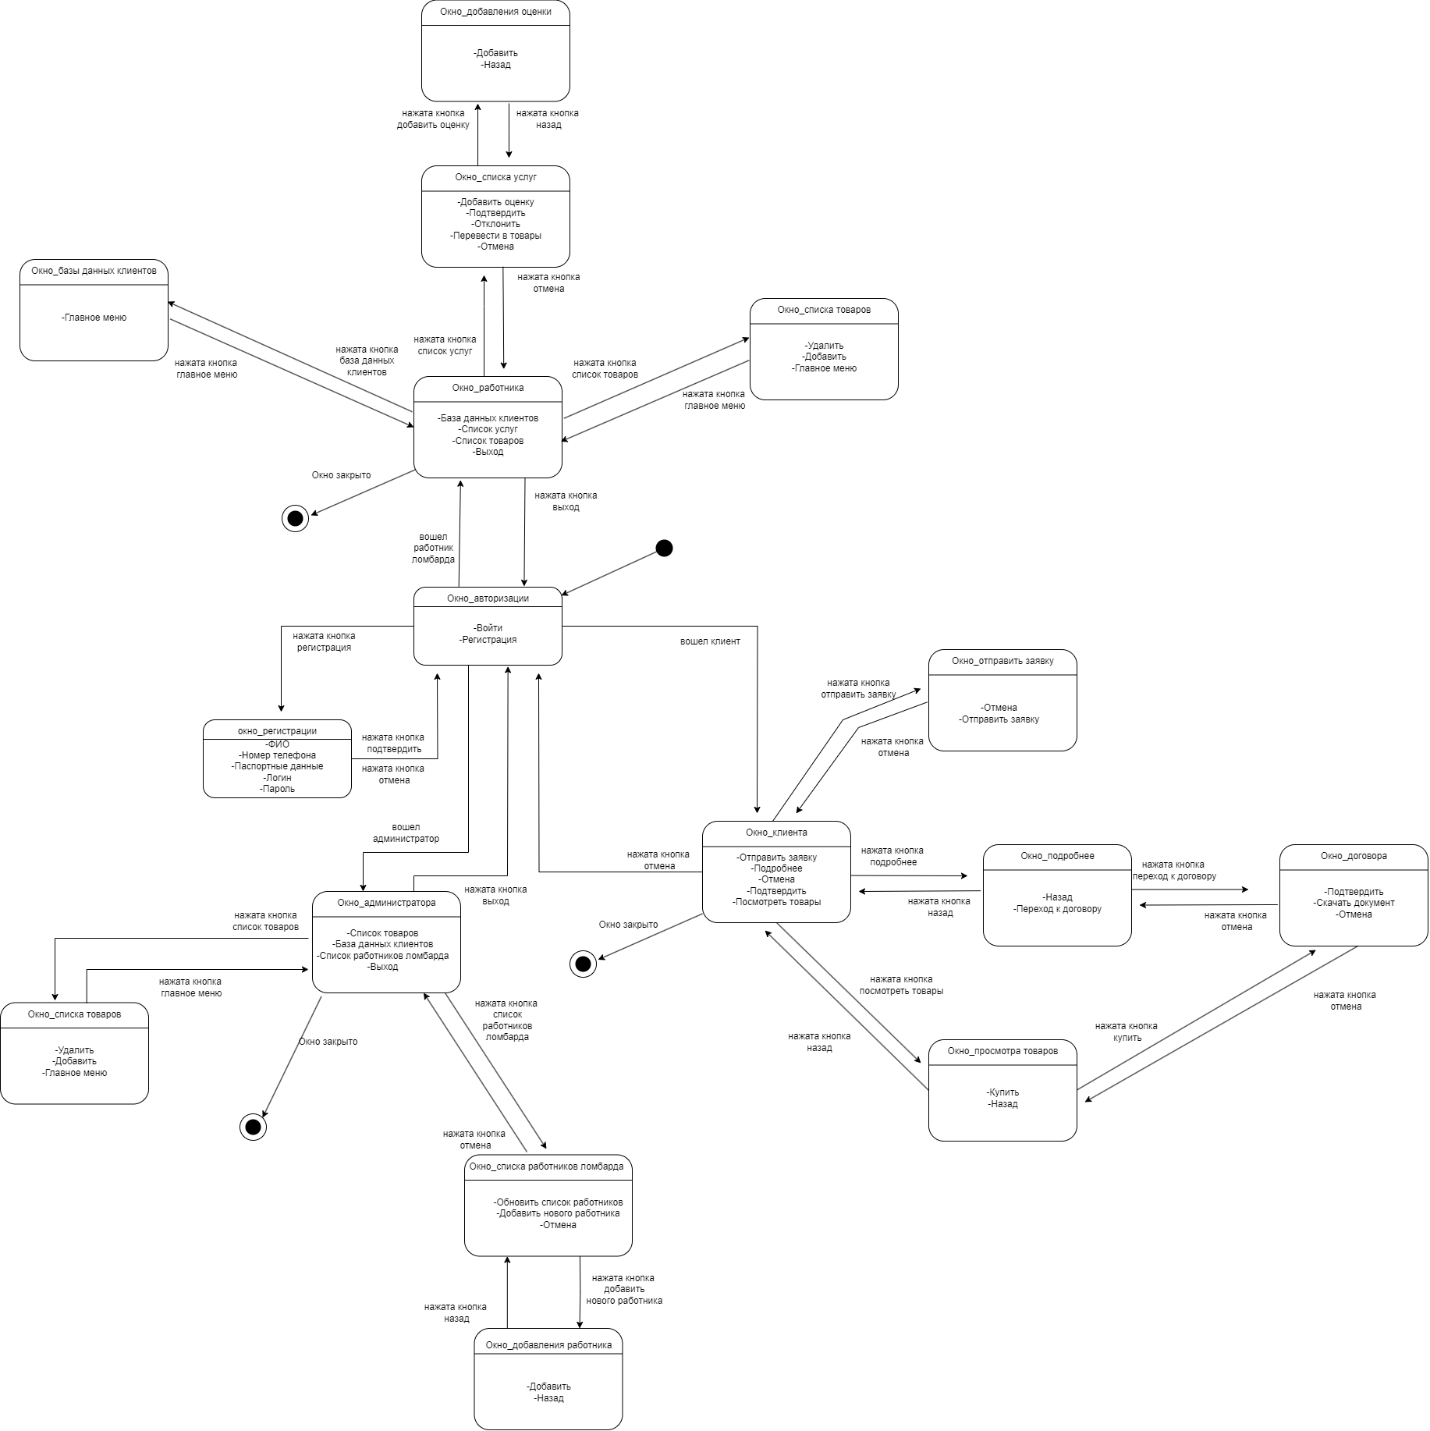 Окно_добавления оценки
-Добавить
-Назад
нажата кнопка
добавить оценку
нажата кнопка
назад
Окно_списка услуг
-Добавить оценку
-Подтвердить
-Отклонить
-Перевести в товары
-Отмена
нажата кнопка
отмена
Окно_базы данных клиентов
-Главное меню
нажата кнопка
главное меню
нажата кнопка
база данных
клиентов
нажата кнопка
список услуг
нажата кнопка
список товаров
Окно_списка товаров
-Удалить
-Добавить
-Главное меню
нажата кнопка
главное меню
Окно_работника
-База данных клиентов
-Список услуг
-Список товаров
-Выход
Окно закрыто
нажата кнопка
выход
вошел
работник
ломбарда
Окно_авторизации
-Войти
-Регистрация
нажата кнопка
регистрация
вошел клиент
окно_регистрации
-ФИО
-Номер телефона
-Паспортные данные
-Логин
-Пароль
нажата кнопка
подтвердить
нажата кнопка
отмена
нажата кнопка
отправить заявку
Окно_отправить заявку
-Отмена
-Отправить заявку
нажата кнопка
отмена
вошел
администратор
нажата кнопка
выход
нажата кнопка
отмена
Окно_клиента
-Отправить заявку
-Подробнее
-Отмена
-Подтвердить
-Посмотреть товары
нажата кнопка
подробнее
нажата кнопка
назад
Окно_подробнее
-Назад
-Переход к договору
нажата кнопка
переход к договору
нажата кнопка
отмена
Окно_договора
-Подтвердить
-Скачать документ
-Отмена
Окно_администратора
-Список товаров
-База данных клиентов
-Список работников ломбарда
-Выход
нажата кнопка
список товаров
нажата кнопка
главное меню
Окно закрыто
Окно_списка товаров
-Удалить
-Добавить
-Главное меню
Окно закрыто
нажата кнопка
список
работников
ломбарда
нажата кнопка
посмотреть товары
нажата кнопка
назад
нажата кнопка
купить
нажата кнопка
отмена
Окно_просмотра товаров
-Купить
-Назад
нажата кнопка
отмена
Окно_списка работников ломбарда
-Обновить список работников
-Добавить нового работника
-Отмена
нажата кнопка
добавить
нового работника
нажата кнопка
назад
Окно_добавления работника
-Добавить
-Назад